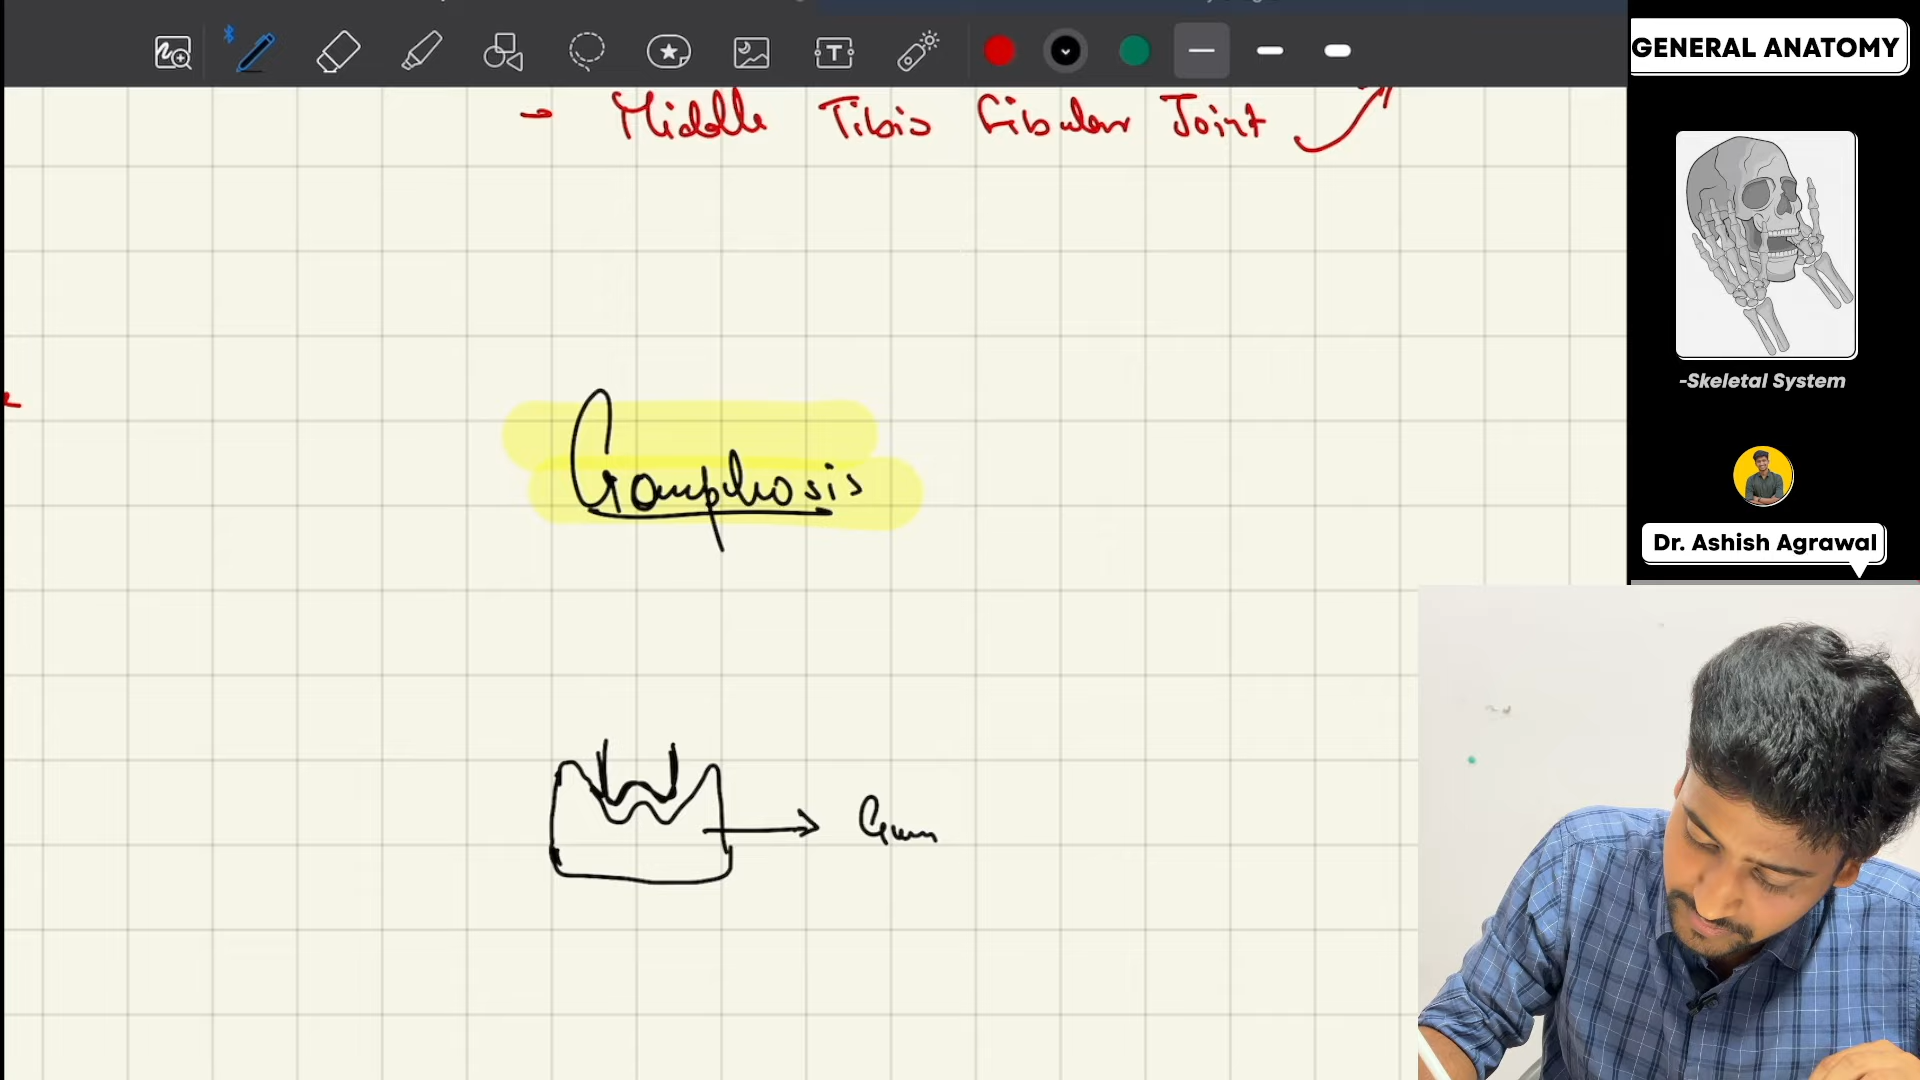 GENERAL ANATOMY
- Middle Tibio Fibular Joint
-Skeletal System
Gomphosis
Dr. Ashish Agrawal
Gum